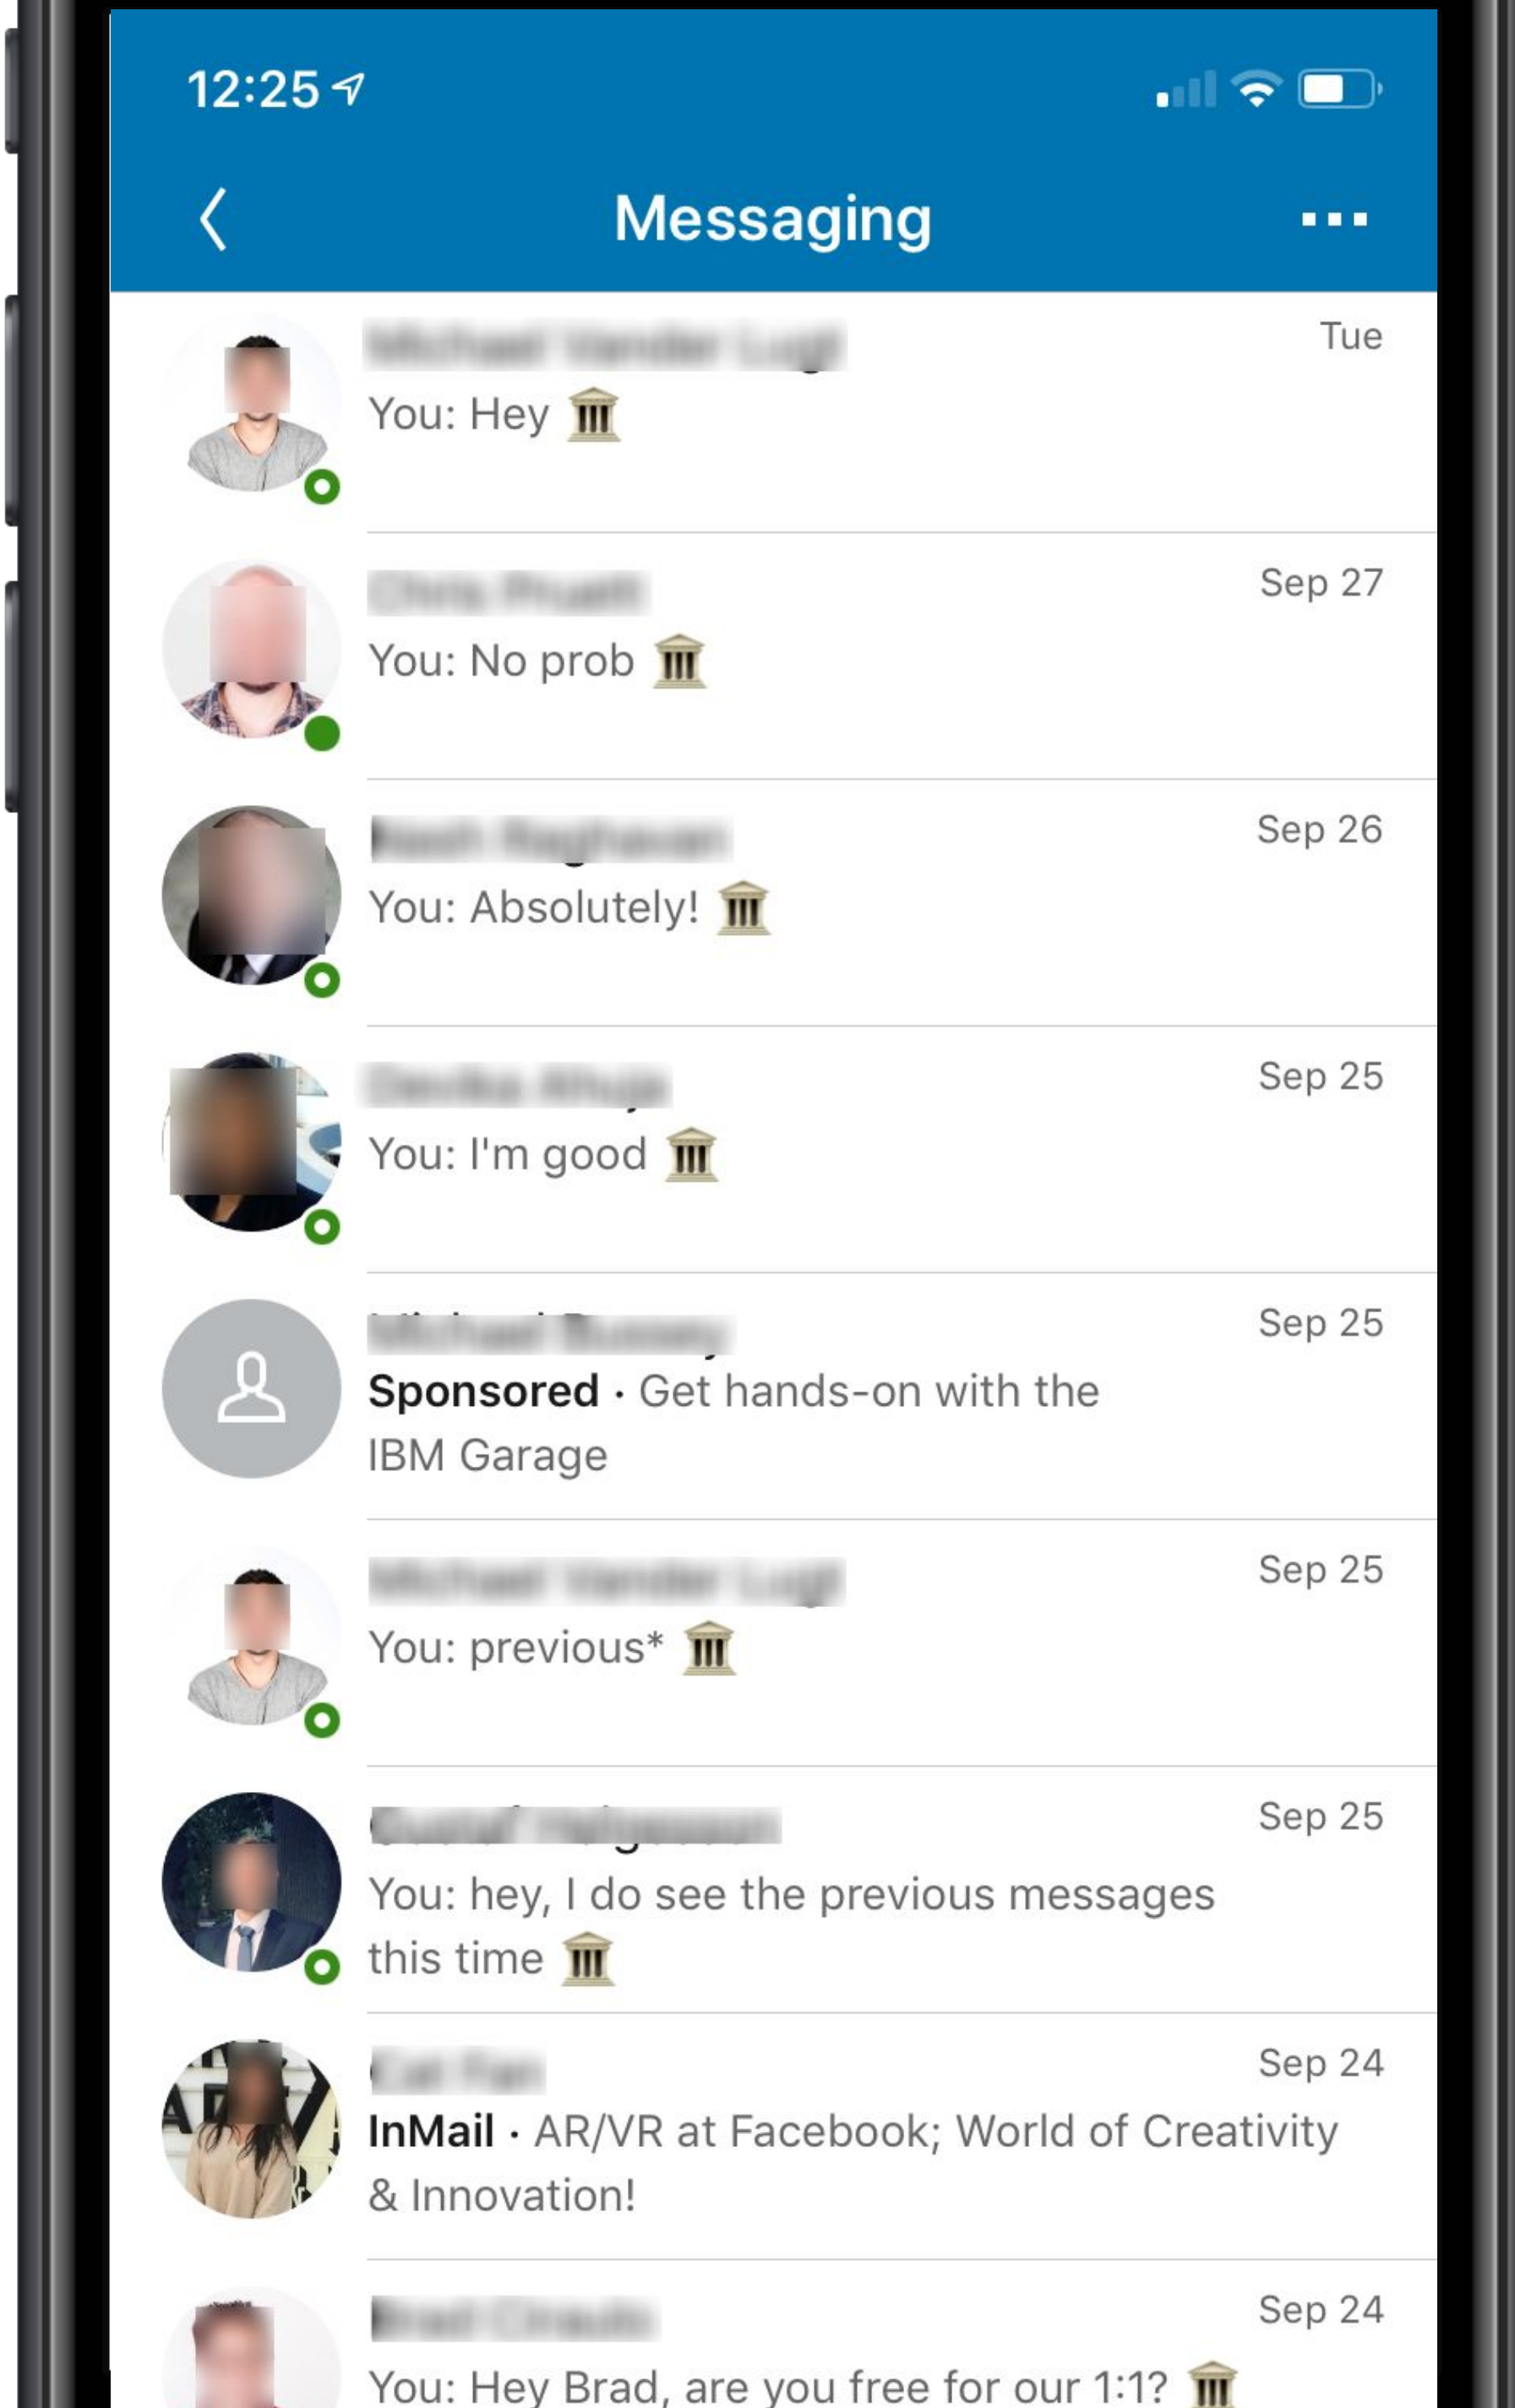 12:25
Messaging
Tue
You: Hey 🏛
Sep 27
You: No prob 🏛
Sep 26
You: Absolutely! 🏛
Sep 25
You: I'm good 🏛
Sep 25
Sponsored · Get hands-on with the
IBM Garage
Sep 25
You: previous* 🏛
Sep 25
You: hey, I do see the previous messages
this time 🏛
Sep 24
InMail · AR/VR at Facebook; World of Creativity
& Innovation!
Sep 24
You: Hey Brad, are you free for our 1:1? 🏛